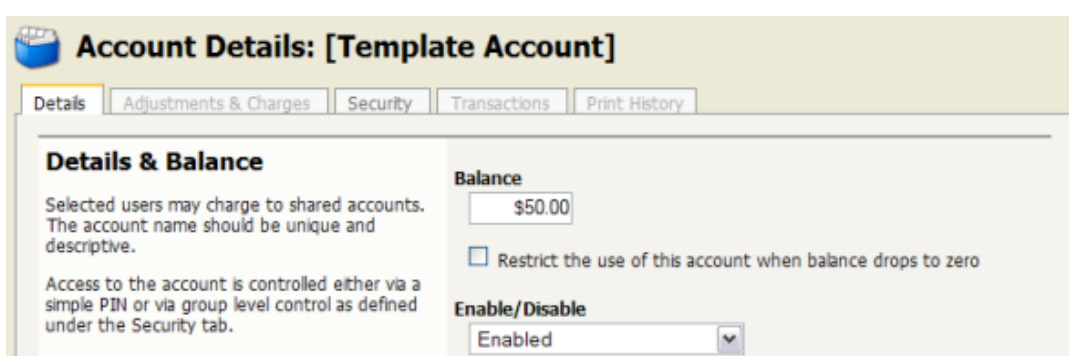 Account Details: [Template Account]
Details Adjustments & Charges Security Transactions Print History
Details & Balance
Selected users may charge to shared accounts.
The account name should be unique and
descriptive.
Access to the account is controlled either via a
simple PIN or via group level control as defined
under the Security tab.
Balance
$50.00
Restrict the use of this account when balance drops to zero
Enable/Disable
Enabled